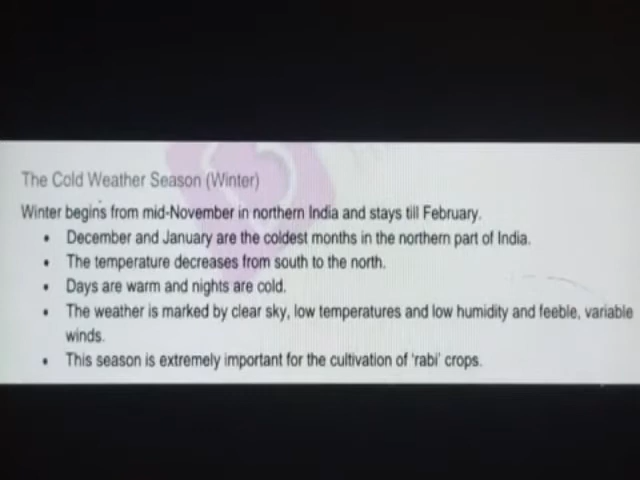 The Cold Weather Season (Winter)
Winter begins from mid-November in northern India and stays till February.
• December and January are the coldest months in the northern part of India.
• The temperature decreases from south to the north.
• Days are warm and nights are cold.
• The weather is marked by clear sky, low temperatures and low humidity and feeble, variable
winds.
• This season is extremely important for the cultivation of 'rabi' crops.